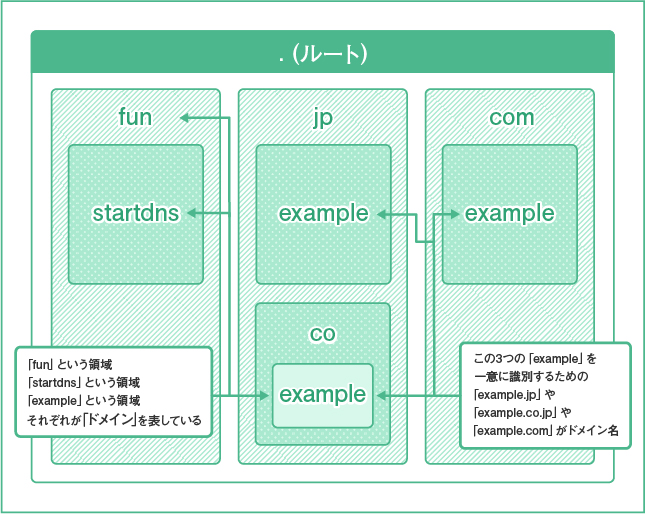 . (ルート)
fun
jp
com
startdns
example
example
co
example
「fun」という領域
「startdns」という領域
「example」という領域
それぞれが「ドメイン」を表している
この3つの「example」を
一意に識別するための
「example.jp」や
「example.co.jp」や
「example.com」がドメイン名